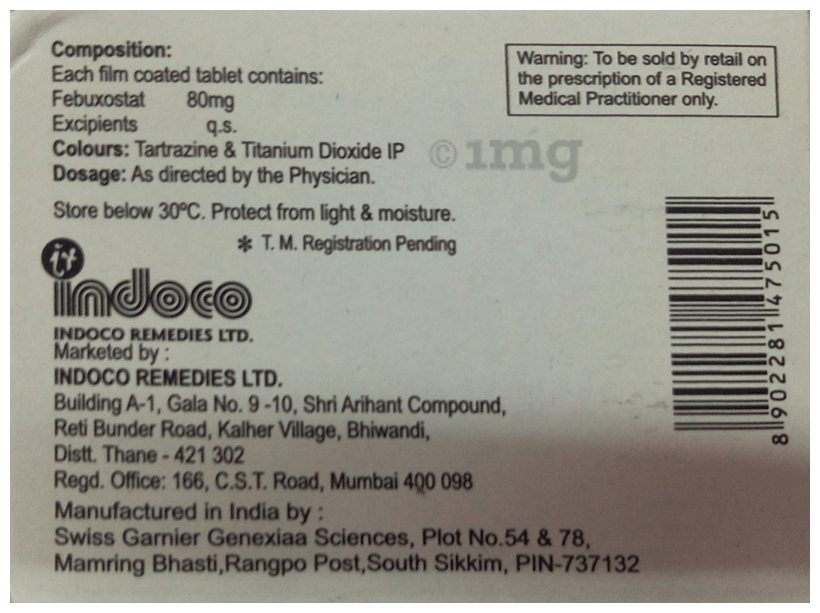 Composition:
Each film coated tablet contains:
Febuxostat 80mg
Excipients q.s.
Colours: Tartrazine & Titanium Dioxide IP
Dosage: As directed by the Physician.
Warning: To be sold by retail on
the prescription of a Registered
Medical Practitioner only.
©1mg
Store below 30ºC. Protect from light & moisture.
* T. M. Registration Pending
indoco
INDOCO REMEDIES LTD.
Marketed by :
INDOCO REMEDIES LTD.
Building A-1, Gala No. 9 -10, Shri Arihant Compound,
Reti Bunder Road, Kalher Village, Bhiwandi,
Distt. Thane - 421 302
Regd. Office: 166, C.S.T. Road, Mumbai 400 098
Manufactured in India by :
Swiss Garnier Genexiaa Sciences, Plot No.54 & 78,
Mamring Bhasti,Rangpo Post,South Sikkim, PIN-737132
8 902281 475015